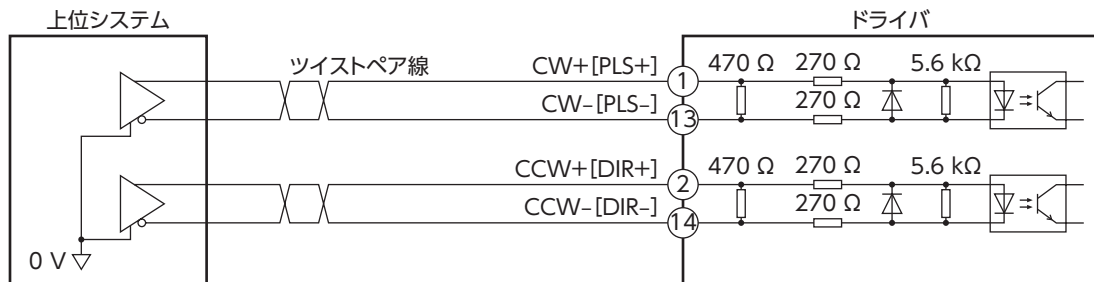 上位システム
ドライバ
ツイストペア線
CW+[PLS+]
1
470 Ω
270 Ω
5.6 kΩ
CW–[PLS–]
13
270 Ω
CCW+[DIR+]
2
470 Ω
270 Ω
5.6 kΩ
CCW–[DIR–]
14
270 Ω
0 V